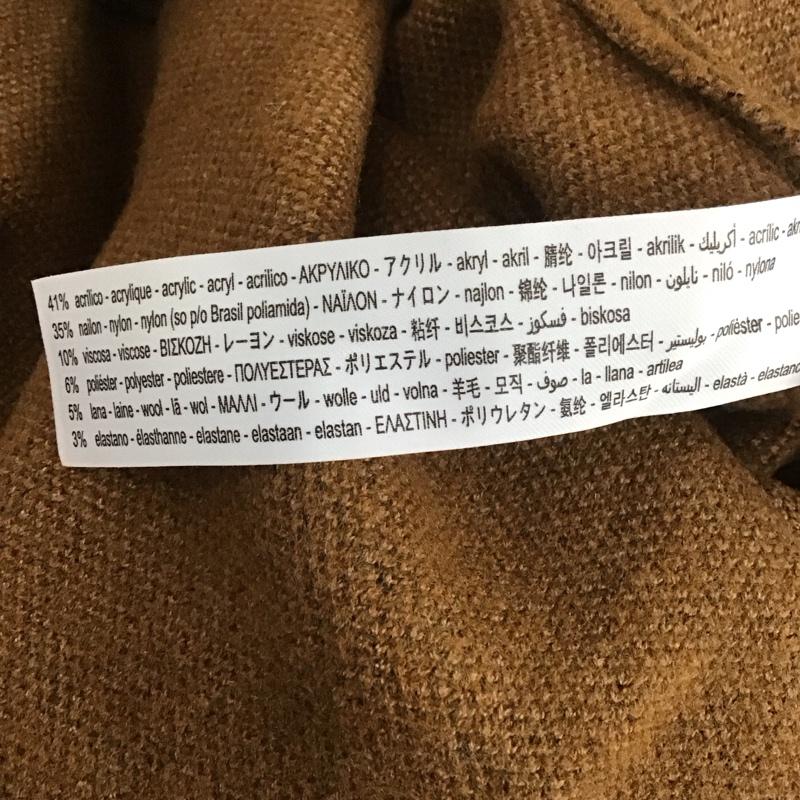 41% acrílico - acrylique - acrylic - acryl - acrilico - ΑΚΡΥΛΙΚΟ - アクリル - akryl - akril - 腈纶 - 아크릴 - akrilik - أكريليك - acrílic - akr
35% nailon - nylon - nylon (so p/o Brasil poliamida) - ΝΑΪΛΟΝ - ナイロン - najlon - 锦纶 - 나일론 - nilon - نايلون - niló - nylona
10% viscosa - viscose - ΒΙΣΚΟΖΗ - レーヨン - viskose - viskoza - 粘纤 - 비스코스 - فسكوز - biskosa
6% poliéster - polyester - poliestere - ΠΟΛΥΕΣΤΕΡΑΣ - ポリエステル - poliester - 聚酯纤维 - 폴리에스터 - بوليستير - polièster - polie
5% lana - laine - wool - lã - wol - ΜΑΛΛΙ - ウール - wolle - uld - volna - 羊毛 - 모직 - صوف - la - llana - artilea
3% elastano - élasthanne - elastane - elastaan - elastan - ΕΛΑΣΤΙΝΗ - ポリウレタン - 氨纶 - 엘라스탄 - اليستانه - elastà - elastano